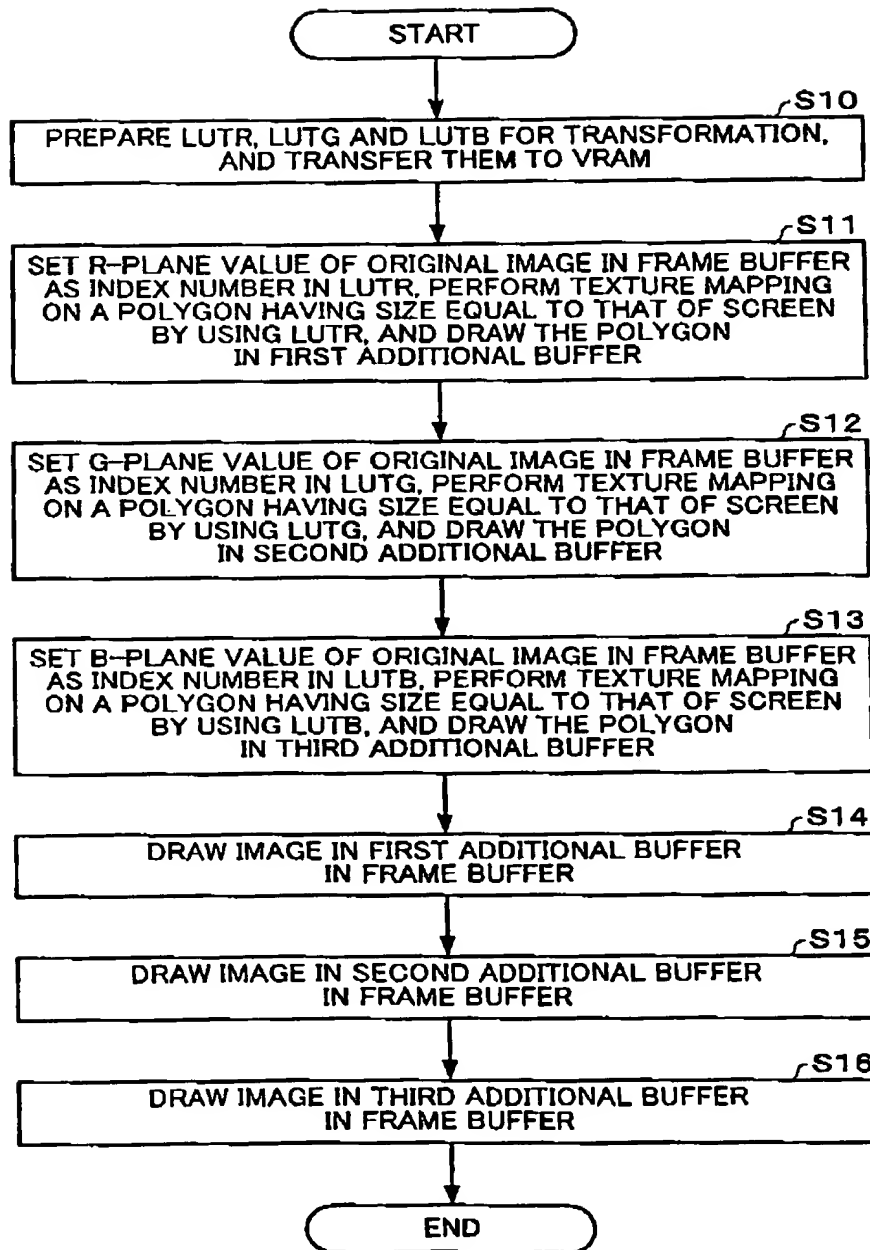 START
S10
PREPARE LUTR, LUTG AND LUTB FOR TRANSFORMATION,
AND TRANSFER THEM TO VRAM
S11
SET R-PLANE VALUE OF ORIGINAL IMAGE IN FRAME BUFFER
AS INDEX NUMBER IN LUTR, PERFORM TEXTURE MAPPING
ON A POLYGON HAVING SIZE EQUAL TO THAT OF SCREEN
BY USING LUTR, AND DRAW THE POLYGON
IN FIRST ADDITIONAL BUFFER
S12
SET G-PLANE VALUE OF ORIGINAL IMAGE IN FRAME BUFFER
AS INDEX NUMBER IN LUTG, PERFORM TEXTURE MAPPING
ON A POLYGON HAVING SIZE EQUAL TO THAT OF SCREEN
BY USING LUTG, AND DRAW THE POLYGON
IN SECOND ADDITIONAL BUFFER
S13
SET B-PLANE VALUE OF ORIGINAL IMAGE IN FRAME BUFFER
AS INDEX NUMBER IN LUTB, PERFORM TEXTURE MAPPING
ON A POLYGON HAVING SIZE EQUAL TO THAT OF SCREEN
BY USING LUTB, AND DRAW THE POLYGON
IN THIRD ADDITIONAL BUFFER
S14
DRAW IMAGE IN FIRST ADDITIONAL BUFFER
IN FRAME BUFFER
S15
DRAW IMAGE IN SECOND ADDITIONAL BUFFER
IN FRAME BUFFER
S16
DRAW IMAGE IN THIRD ADDITIONAL BUFFER
IN FRAME BUFFER
END